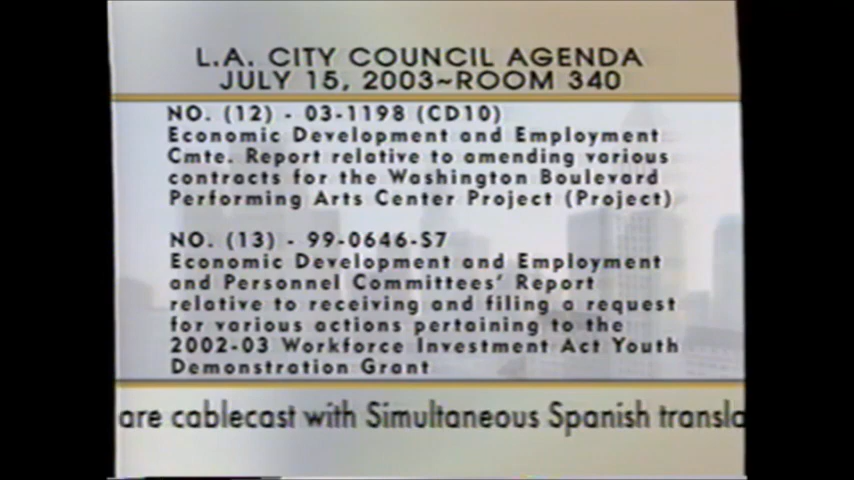 L.A. CITY COUNCIL AGENDA
JULY 15, 2003~ROOM 340
NO. (12) - 03-1198 (CD10)
Economic Development and Employment
Cmte. Report relative to amending various
contracts for the Washington Boulevard
Performing Arts Center Project (Project)
NO. (13) - 99-0646-S7
Economic Development and Employment
and Personnel Committees' Report
relative to receiving and filing a request
for various actions pertaining to the
2002-03 Workforce Investment Act Youth
Demonstration Grant
are cablecast with Simultaneous Spanish transla